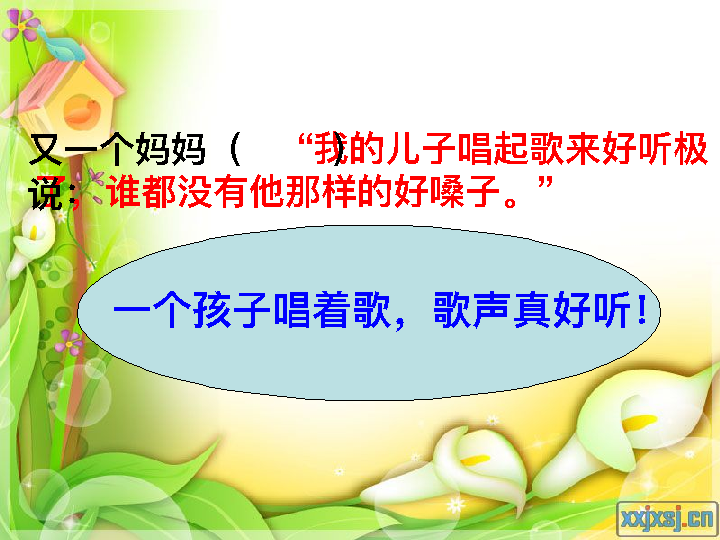 又一个妈妈（　　）“我的儿子唱起歌来好听极
说：了，谁都没有他那样的好嗓子。”
一个孩子唱着歌，歌声真好听！
xxjxsj.cn